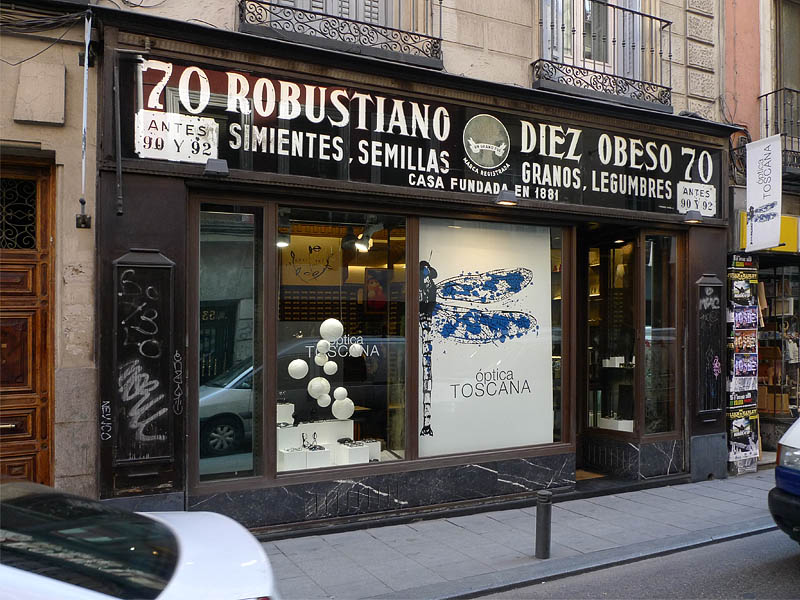 70 ROBUSTIANO DIEZ OBESO 70
ANTES
90 Y 92
SIMIENTES, SEMILLAS
MARCA REGISTRADA
GRANOS, LEGUMBRES
ANTES
90 Y 92
CASA FUNDADA EN 1881
óptica
TOSCANA
óptica
TOSCANA
óptica
TOSCANA